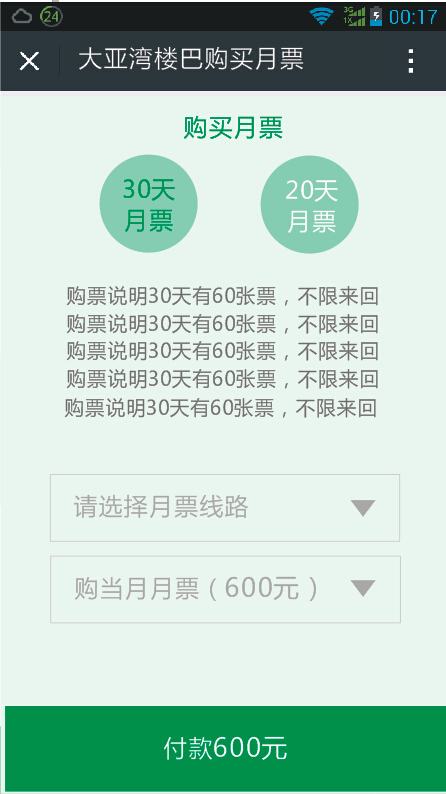 24
3G
1X
00:17
大亚湾楼巴购买月票
购买月票
30天
月票
20天
月票
购票说明30天有60张票，不限来回
购票说明30天有60张票，不限来回
购票说明30天有60张票，不限来回
购票说明30天有60张票，不限来回
购票说明30天有60张票，不限来回
请选择月票线路
购当月月票（600元）
付款600元